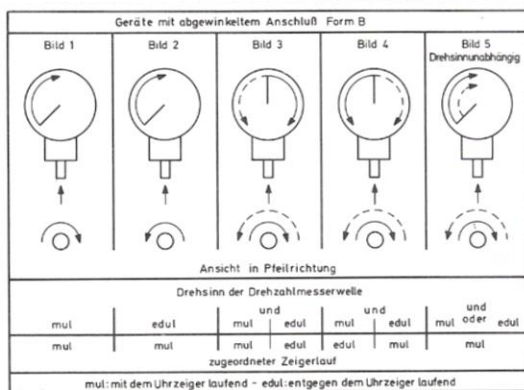 Geräte mit abgewinkeltem Anschluß Form B
Bild 1 Bild 2 Bild 3 Bild 4 Bild 5
Drehsinnunabhängig
Ansicht in Pfeilrichtung
Drehsinn der Drehzahlmesserwelle
und und und
mul edul mul edul mul edul mul oder edul
mul mul mul edul edul mul mul
zugeordneter Zeigerlauf
mul: mit dem Uhrzeiger laufend - edul: entgegen dem Uhrzeiger laufend